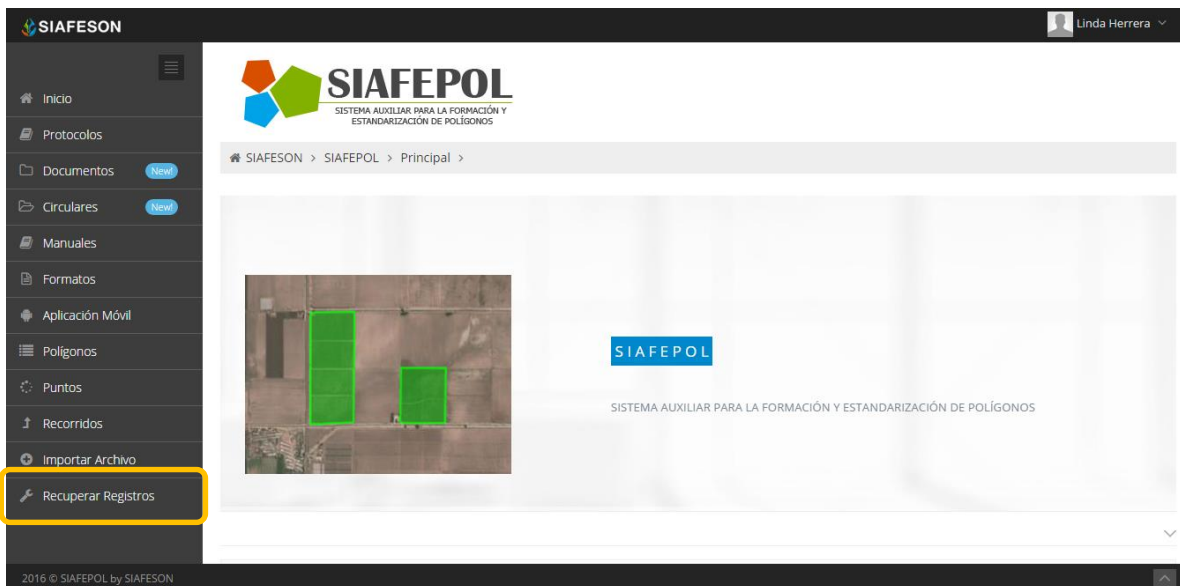 SIAFESON
Linda Herrera
Inicio
Protocolos
Documentos New!
Circulares New!
Manuales
Formatos
Aplicación Móvil
Polígonos
Puntos
Recorridos
Importar Archivo
Recuperar Registros
2016 © SIAFEPOL by SIAFESON
SIAFEPOL
SISTEMA AUXILIAR PARA LA FORMACIÓN Y
ESTANDARIZACIÓN DE POLÍGONOS
SIAFESON > SIAFEPOL > Principal >
SIAFEPOL
SISTEMA AUXILIAR PARA LA FORMACIÓN Y ESTANDARIZACIÓN DE POLÍGONOS